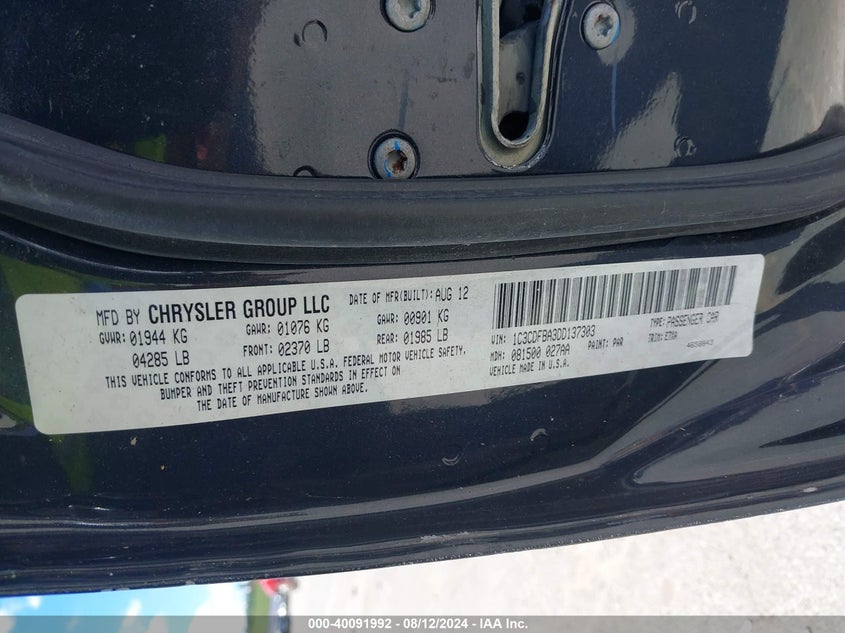 MFD BY CHRYSLER GROUP LLC DATE OF MFR(BUILT): AUG 12
GVWR: 01944 KG GAWR: 01076 KG GAWR: 00901 KG
04285 LB FRONT: 02370 LB REAR: 01985 LB
THIS VEHICLE CONFORMS TO ALL APPLICABLE U.S.A. FEDERAL MOTOR VEHICLE SAFETY,
BUMPER AND THEFT PREVENTION STANDARDS IN EFFECT ON
THE DATE OF MANUFACTURE SHOWN ABOVE.
VIN: 1C3CDFBA3DD137303 TYPE: PASSENGER CAR
MDH: 081500 027AA PAINT: PAR TRIM: E7XA
VEHICLE MADE IN U.S.A. 4658843
000-40091992 - 08/12/2024 - IAA Inc.